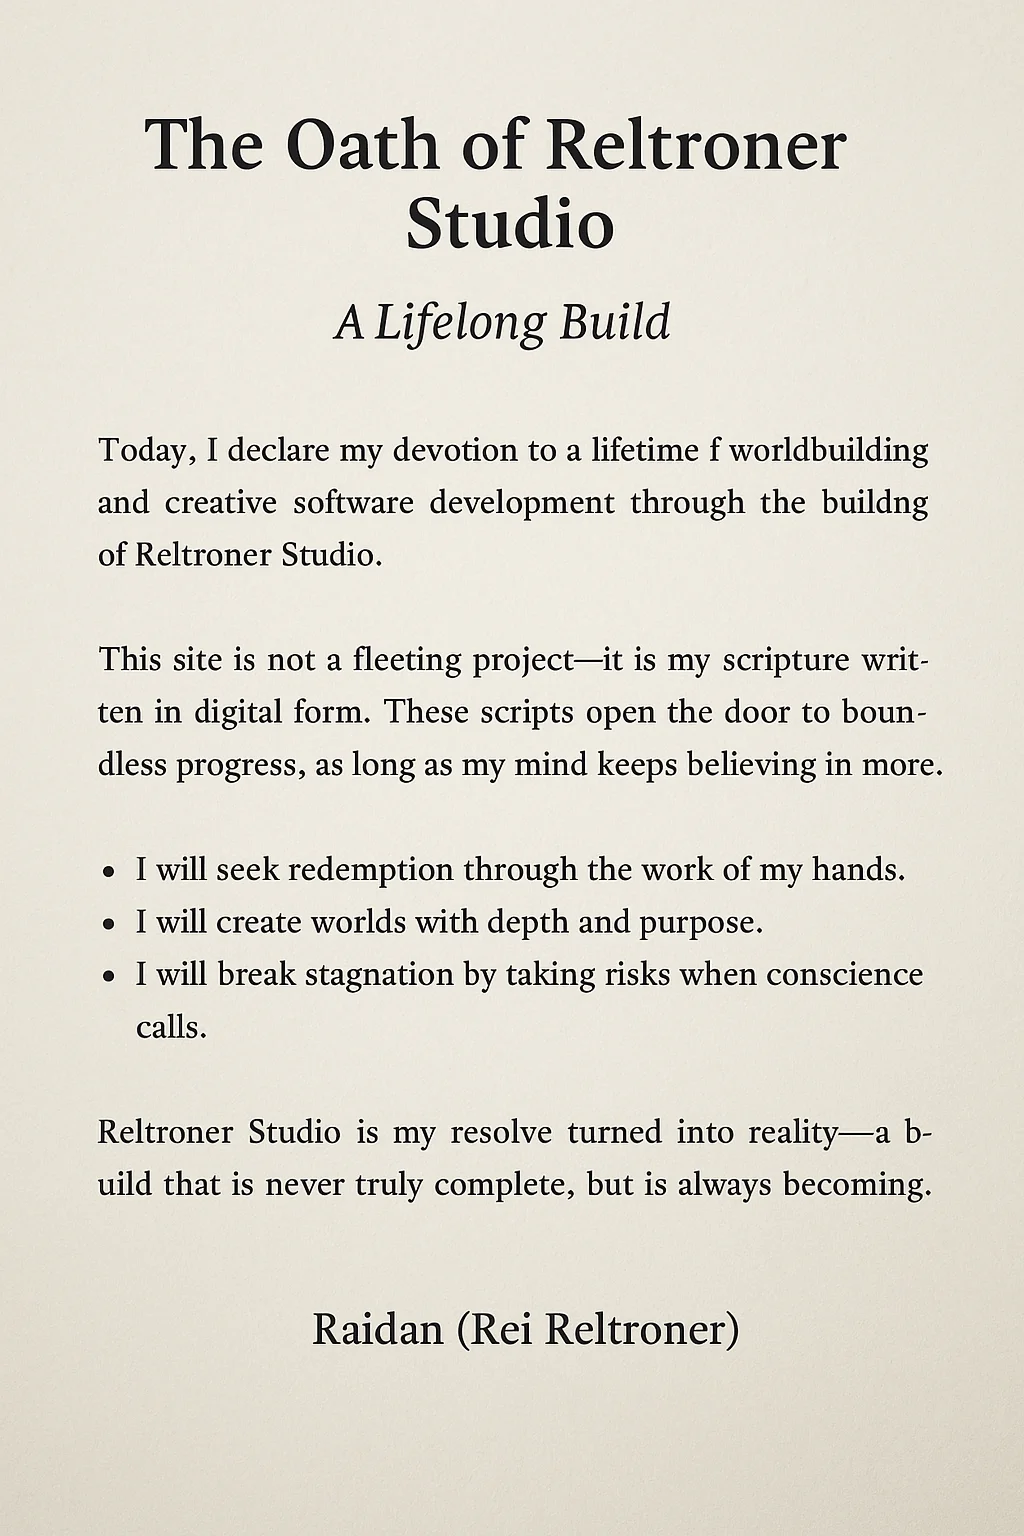 The Oath of Reltroner
Studio
A Lifelong Build
Today, I declare my devotion to a lifetime f worldbuilding
and creative software development through the buildng
of Reltroner Studio.
This site is not a fleeting project—it is my scripture writ-
ten in digital form. These scripts open the door to boun-
dless progress, as long as my mind keeps believing in more.
• I will seek redemption through the work of my hands.
• I will create worlds with depth and purpose.
• I will break stagnation by taking risks when conscience
calls.
Reltroner Studio is my resolve turned into reality—a b-
uild that is never truly complete, but is always becoming.
Raidan (Rei Reltroner)